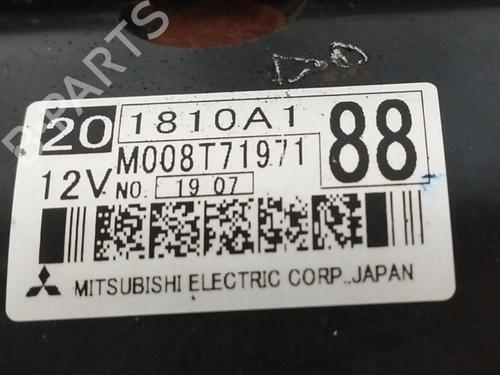 20 1810A1 88
M008T71971
12V NO. 19 07
MITSUBISHI ELECTRIC CORP. JAPAN